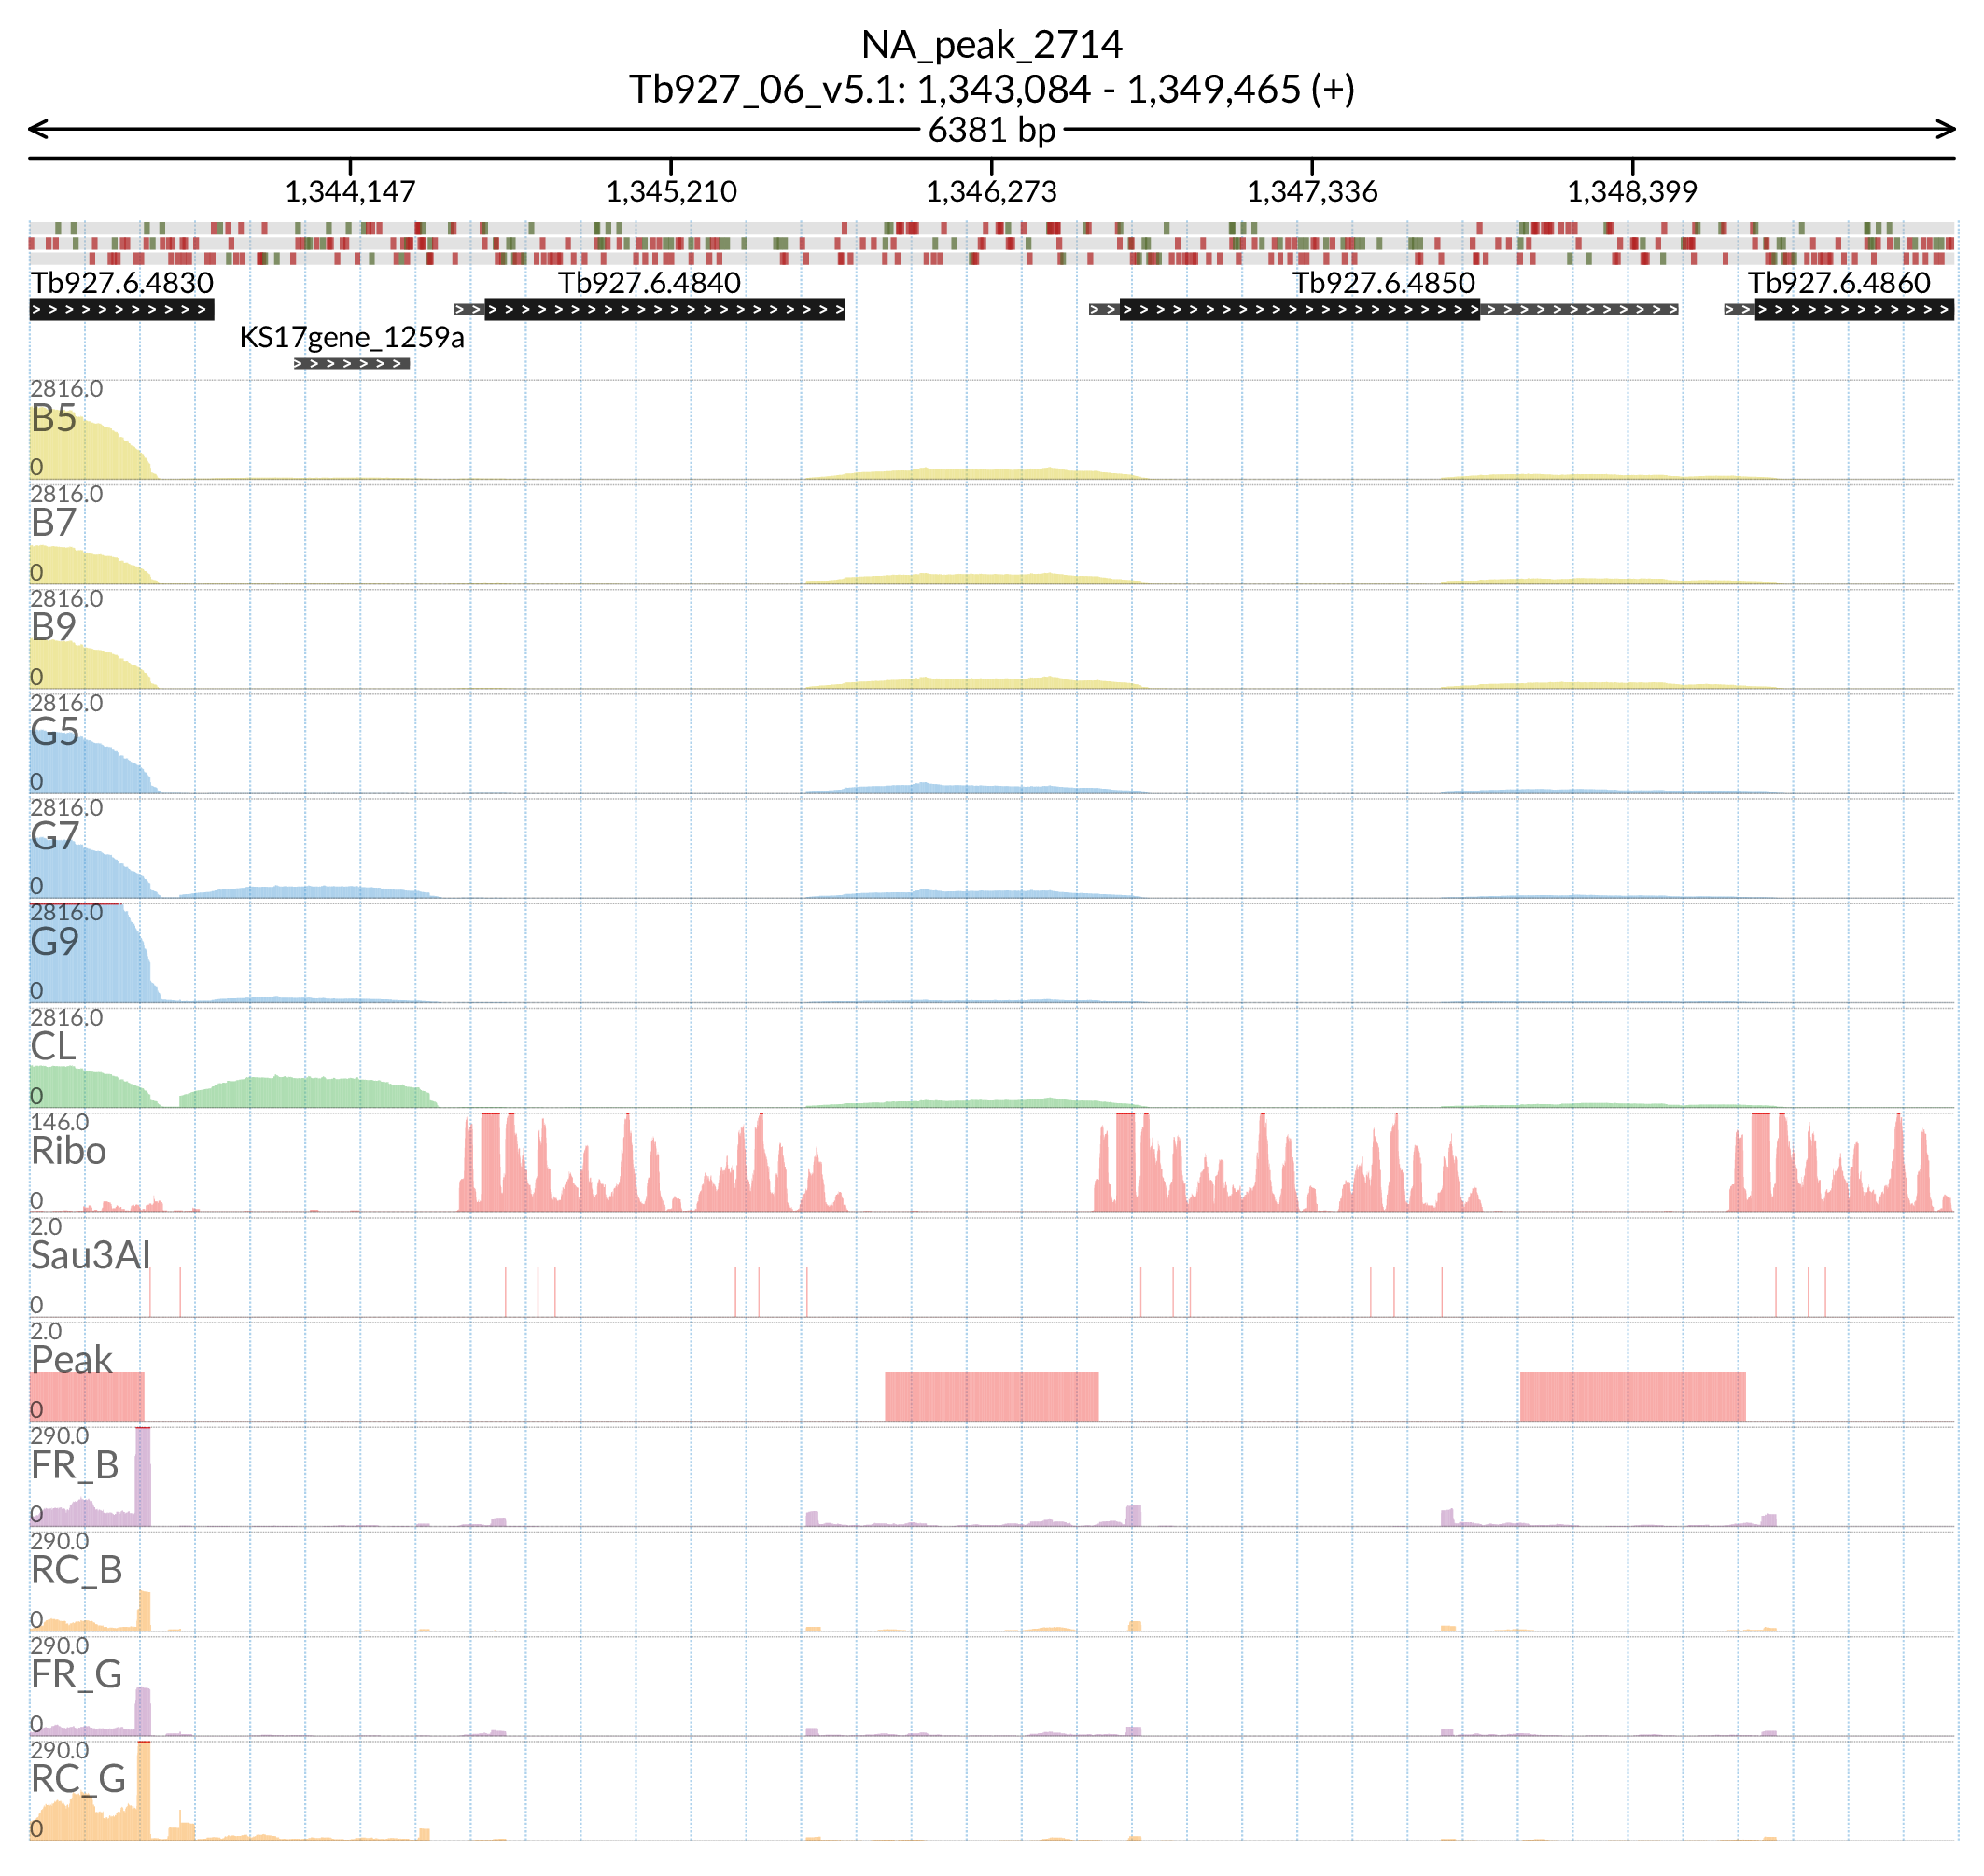 NA_peak_2714
Tb927_06_v5.1: 1,343,084 - 1,349,465 (+)
6381 bp
1,344,147 1,345,210 1,346,273 1,347,336 1,348,399
Tb927.6.4830 Tb927.6.4840 Tb927.6.4850 Tb927.6.4860
KS17gene_1259a
2816.0
B5
0
2816.0
B7
0
2816.0
B9
0
2816.0
G5
0
2816.0
G7
0
2816.0
G9
0
2816.0
CL
0
146.0
Ribo
0
2.0
Sau3AI
0
2.0
Peak
0
290.0
FR_B
0
290.0
RC_B
0
290.0
FR_G
0
290.0
RC_G
0